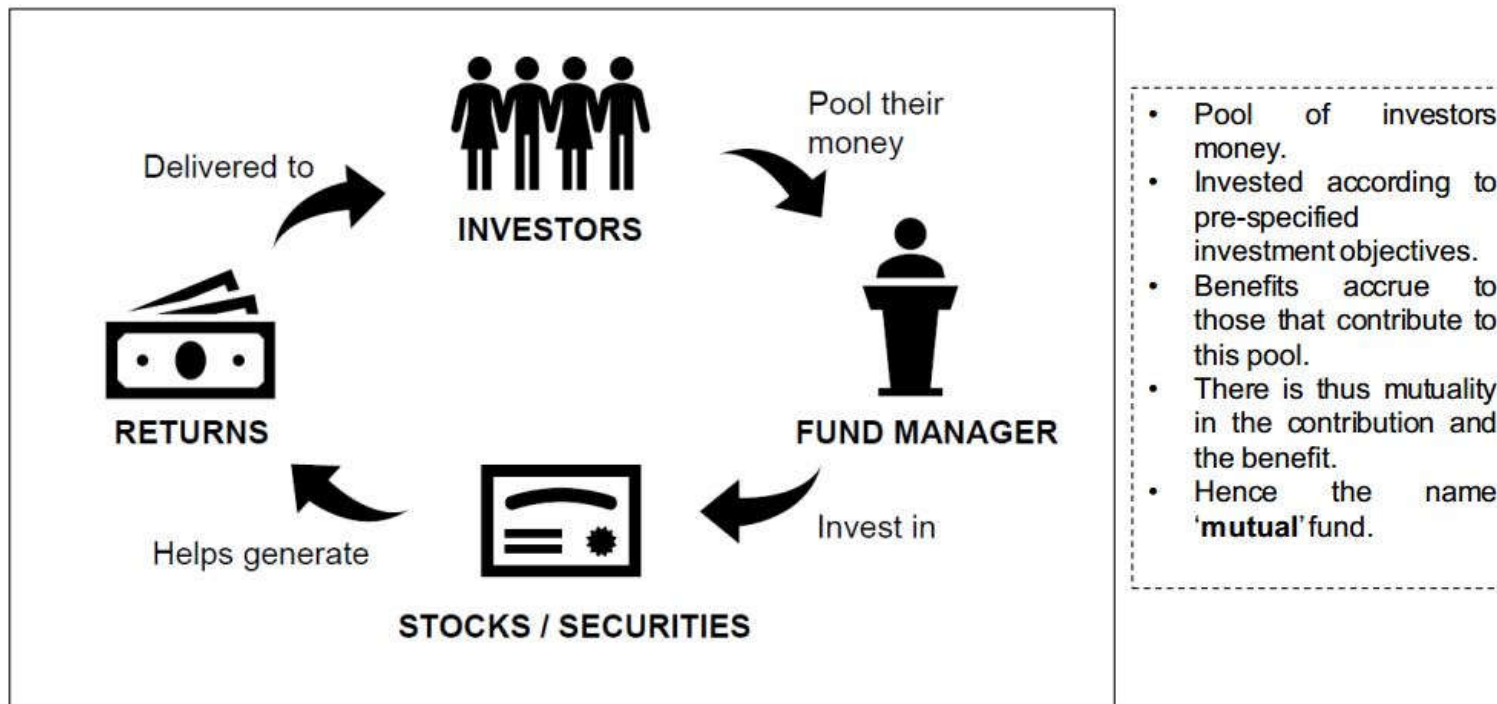 Pool their
money
Delivered to
INVESTORS
RETURNS
FUND MANAGER
Invest in
Helps generate
STOCKS / SECURITIES
• Pool of investors
money.
• Invested according to
pre-specified
investment objectives.
• Benefits accrue to
those that contribute to
this pool.
• There is thus mutuality
in the contribution and
the benefit.
• Hence the name
‘mutual’ fund.